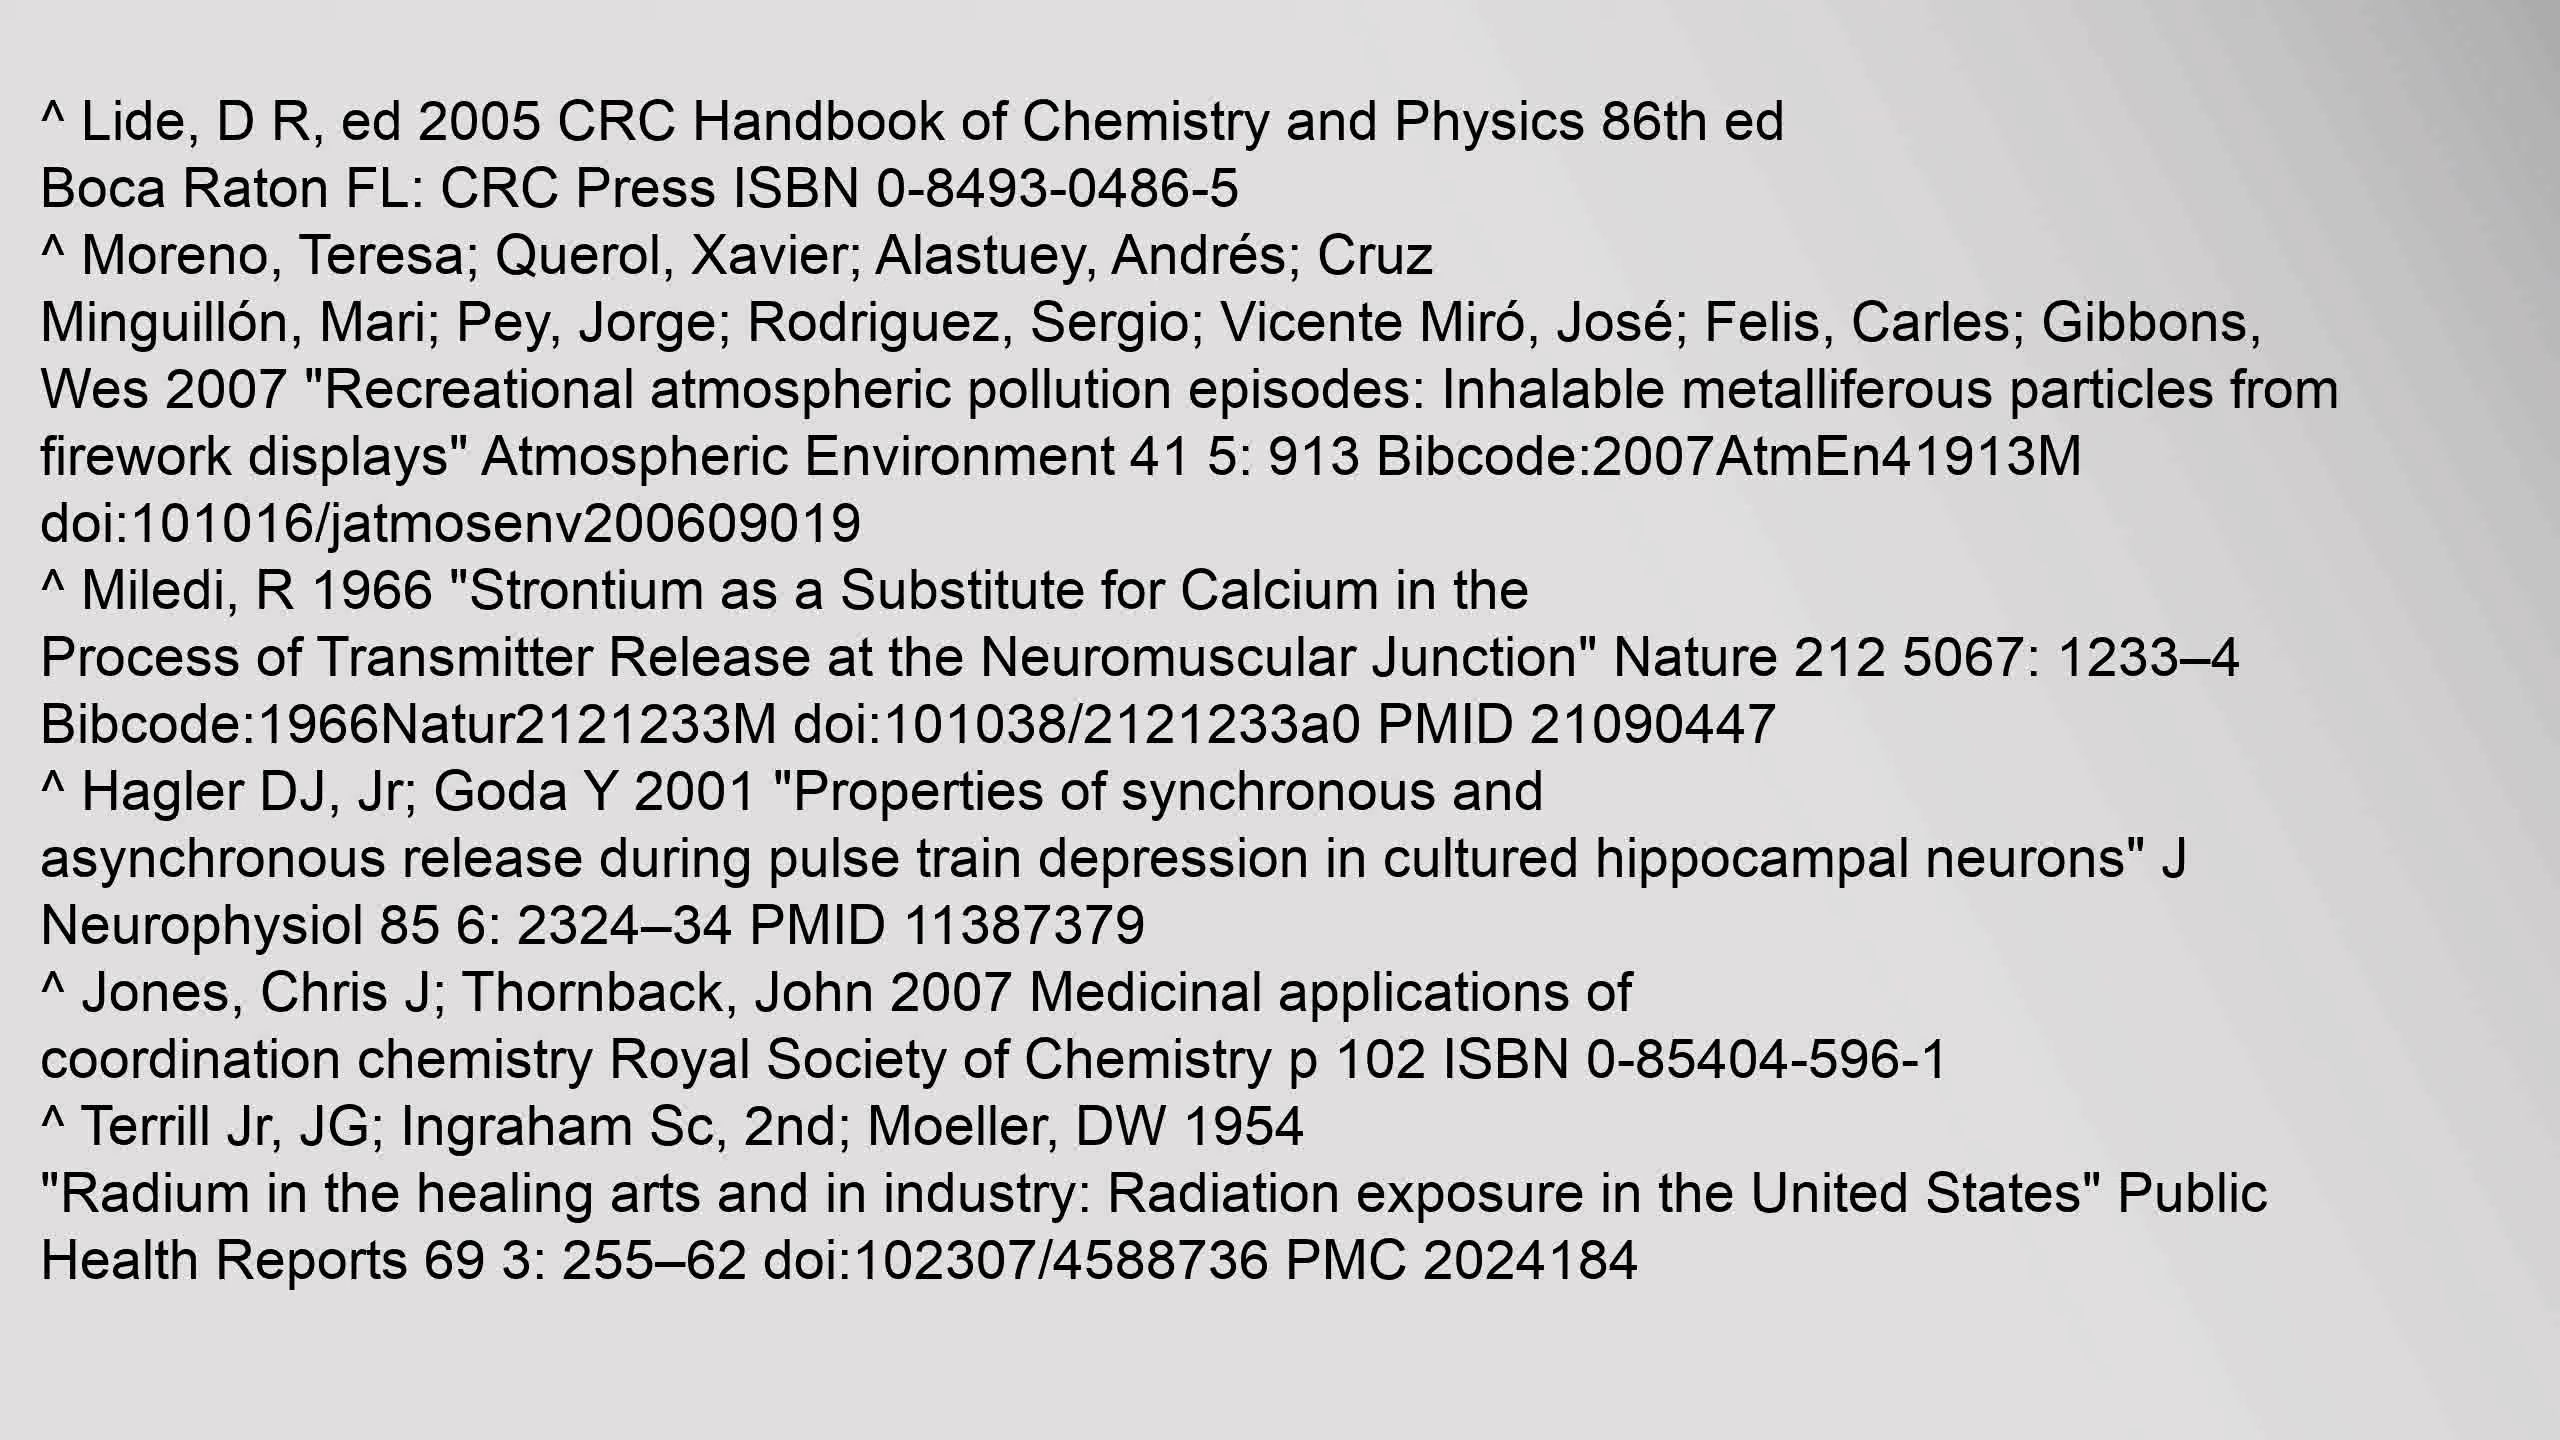 ^ Lide, D R, ed 2005 CRC Handbook of Chemistry and Physics 86th ed
Boca Raton FL: CRC Press ISBN 0-8493-0486-5
^ Moreno, Teresa; Querol, Xavier; Alastuey, Andrés; Cruz
Minguillón, Mari; Pey, Jorge; Rodriguez, Sergio; Vicente Miró, José; Felis, Carles; Gibbons,
Wes 2007 "Recreational atmospheric pollution episodes: Inhalable metalliferous particles from
firework displays" Atmospheric Environment 41 5: 913 Bibcode:2007AtmEn41913M
doi:101016/jatmosenv200609019
^ Miledi, R 1966 "Strontium as a Substitute for Calcium in the
Process of Transmitter Release at the Neuromuscular Junction" Nature 212 5067: 1233–4
Bibcode:1966Natur2121233M doi:101038/2121233a0 PMID 21090447
^ Hagler DJ, Jr; Goda Y 2001 "Properties of synchronous and
asynchronous release during pulse train depression in cultured hippocampal neurons" J
Neurophysiol 85 6: 2324–34 PMID 11387379
^ Jones, Chris J; Thornback, John 2007 Medicinal applications of
coordination chemistry Royal Society of Chemistry p 102 ISBN 0-85404-596-1
^ Terrill Jr, JG; Ingraham Sc, 2nd; Moeller, DW 1954
"Radium in the healing arts and in industry: Radiation exposure in the United States" Public
Health Reports 69 3: 255–62 doi:102307/4588736 PMC 2024184